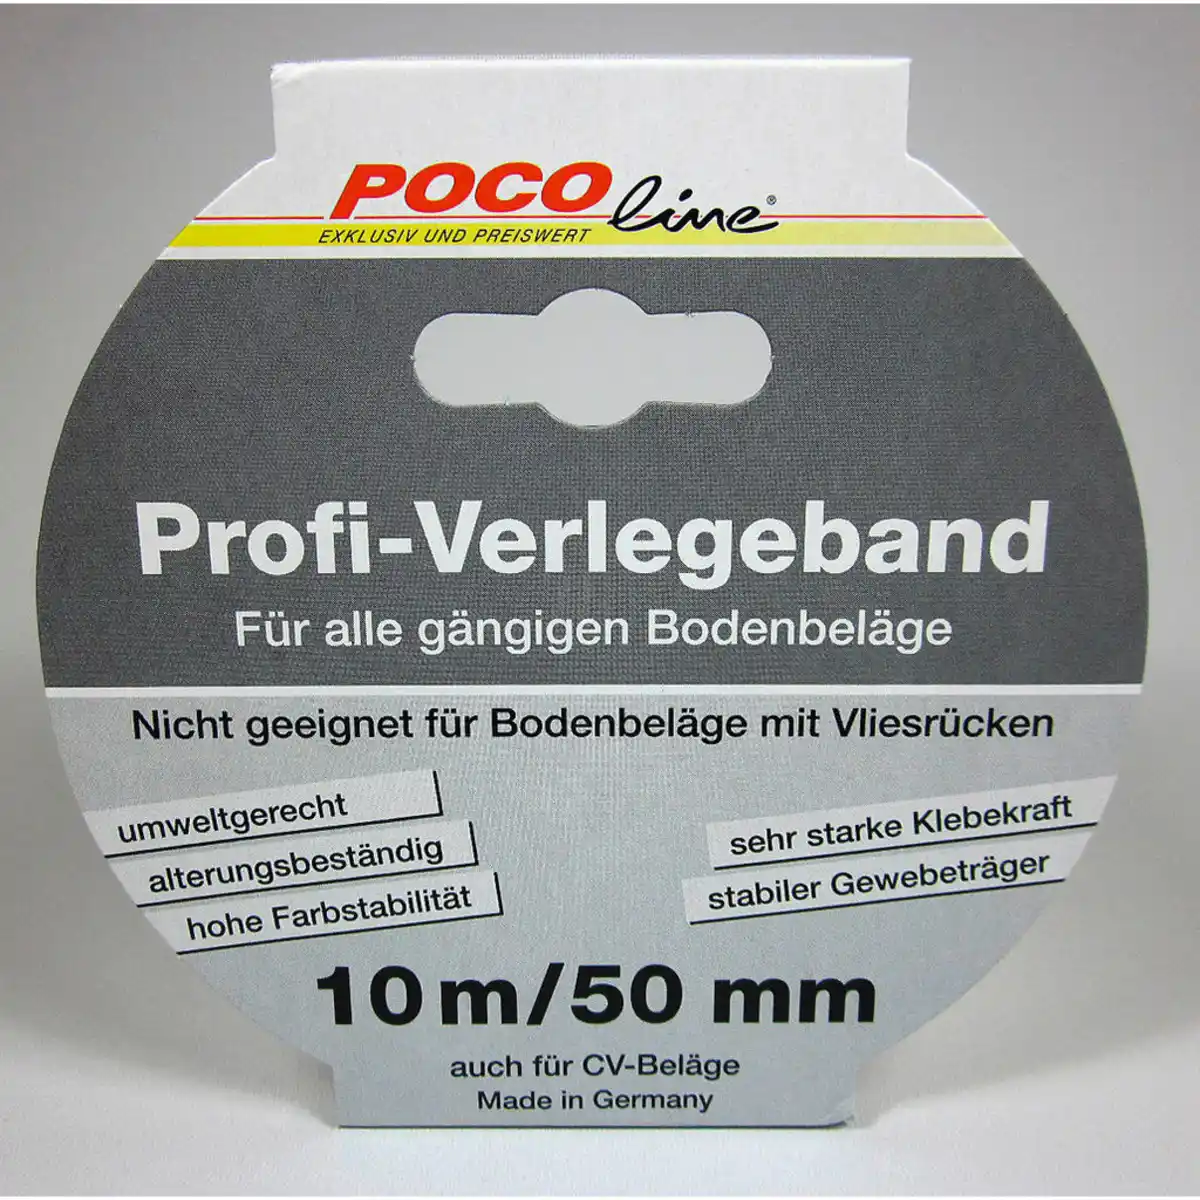 POCO line®
EXKLUSIV UND PREISWERT
Profi-Verlegeband
Für alle gängigen Bodenbeläge
Nicht geeignet für Bodenbeläge mit Vliesrücken
umweltgerecht
alterungsbeständig
hohe Farbstabilität
sehr starke Klebekraft
stabiler Gewebeträger
10 m/50 mm
auch für CV-Beläge
Made in Germany